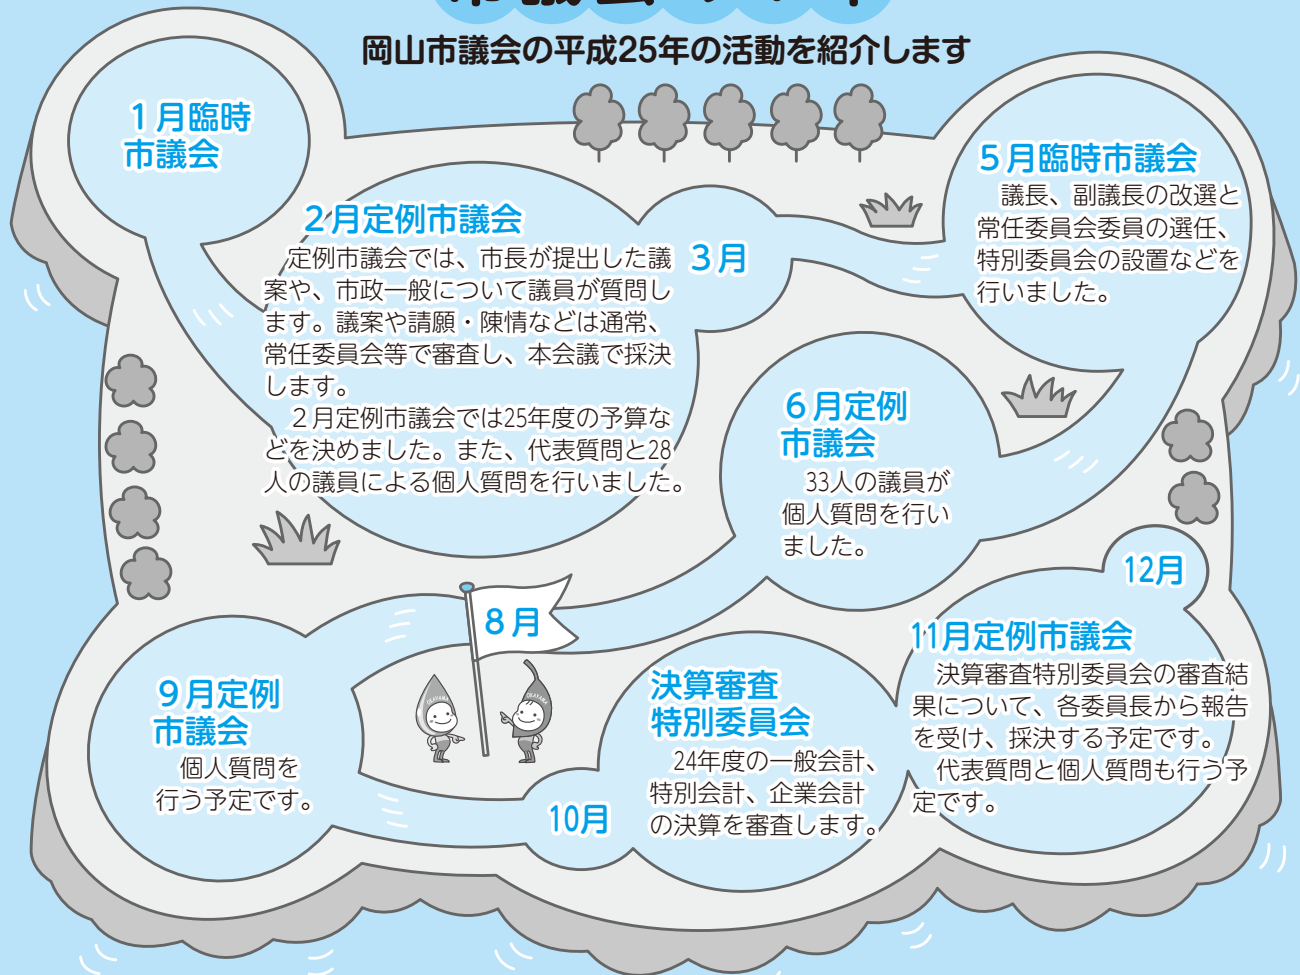 岡山市議会の平成25年の活動を紹介します
1月臨時
市議会
2月定例市議会
定例市議会では、市長が提出した議
案や、市政一般について議員が質問し
ます。議案や請願・陳情などは通常、
常任委員会等で審査し、本会議で採決
します。
2月定例市議会では25年度の予算な
どを決めました。また、代表質問と28
人の議員による個人質問を行いました。
3月
5月臨時市議会
議長、副議長の改選と
常任委員会委員の選任、
特別委員会の設置などを
行いました。
6月定例
市議会
33人の議員が
個人質問を行い
ました。
8月
9月定例
市議会
個人質問を
行う予定です。
10月
決算審査
特別委員会
24年度の一般会計、
特別会計、企業会計
の決算を審査します。
11月定例市議会
決算審査特別委員会の審査結
果について、各委員長から報告
を受け、採決する予定です。
代表質問と個人質問も行う予
定です。
12月
OKAYAMA
OKAYAMA